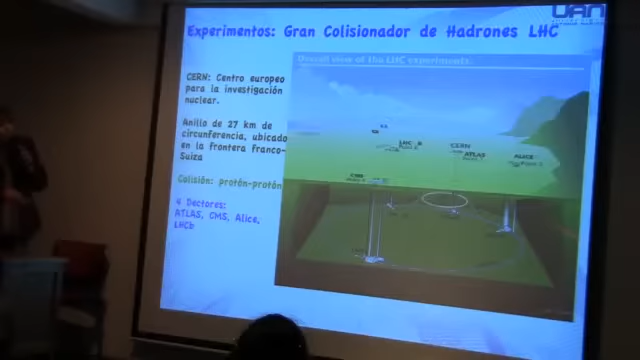 UAN
Experimentos: Gran Colisionador de Hadrones LHC
Overall view of the LHC experiments.
CERN: Centro europeo
para la investigación
nuclear.
Anillo de 27 km de
circunferencia, ubicado
en la frontera Franco-
Suiza
Colisión: protón-protón
4 Dectores:
ATLAS, CMS, Alice,
LHCb
LHC - B
CERN
ATLAS
ALICE
CMS